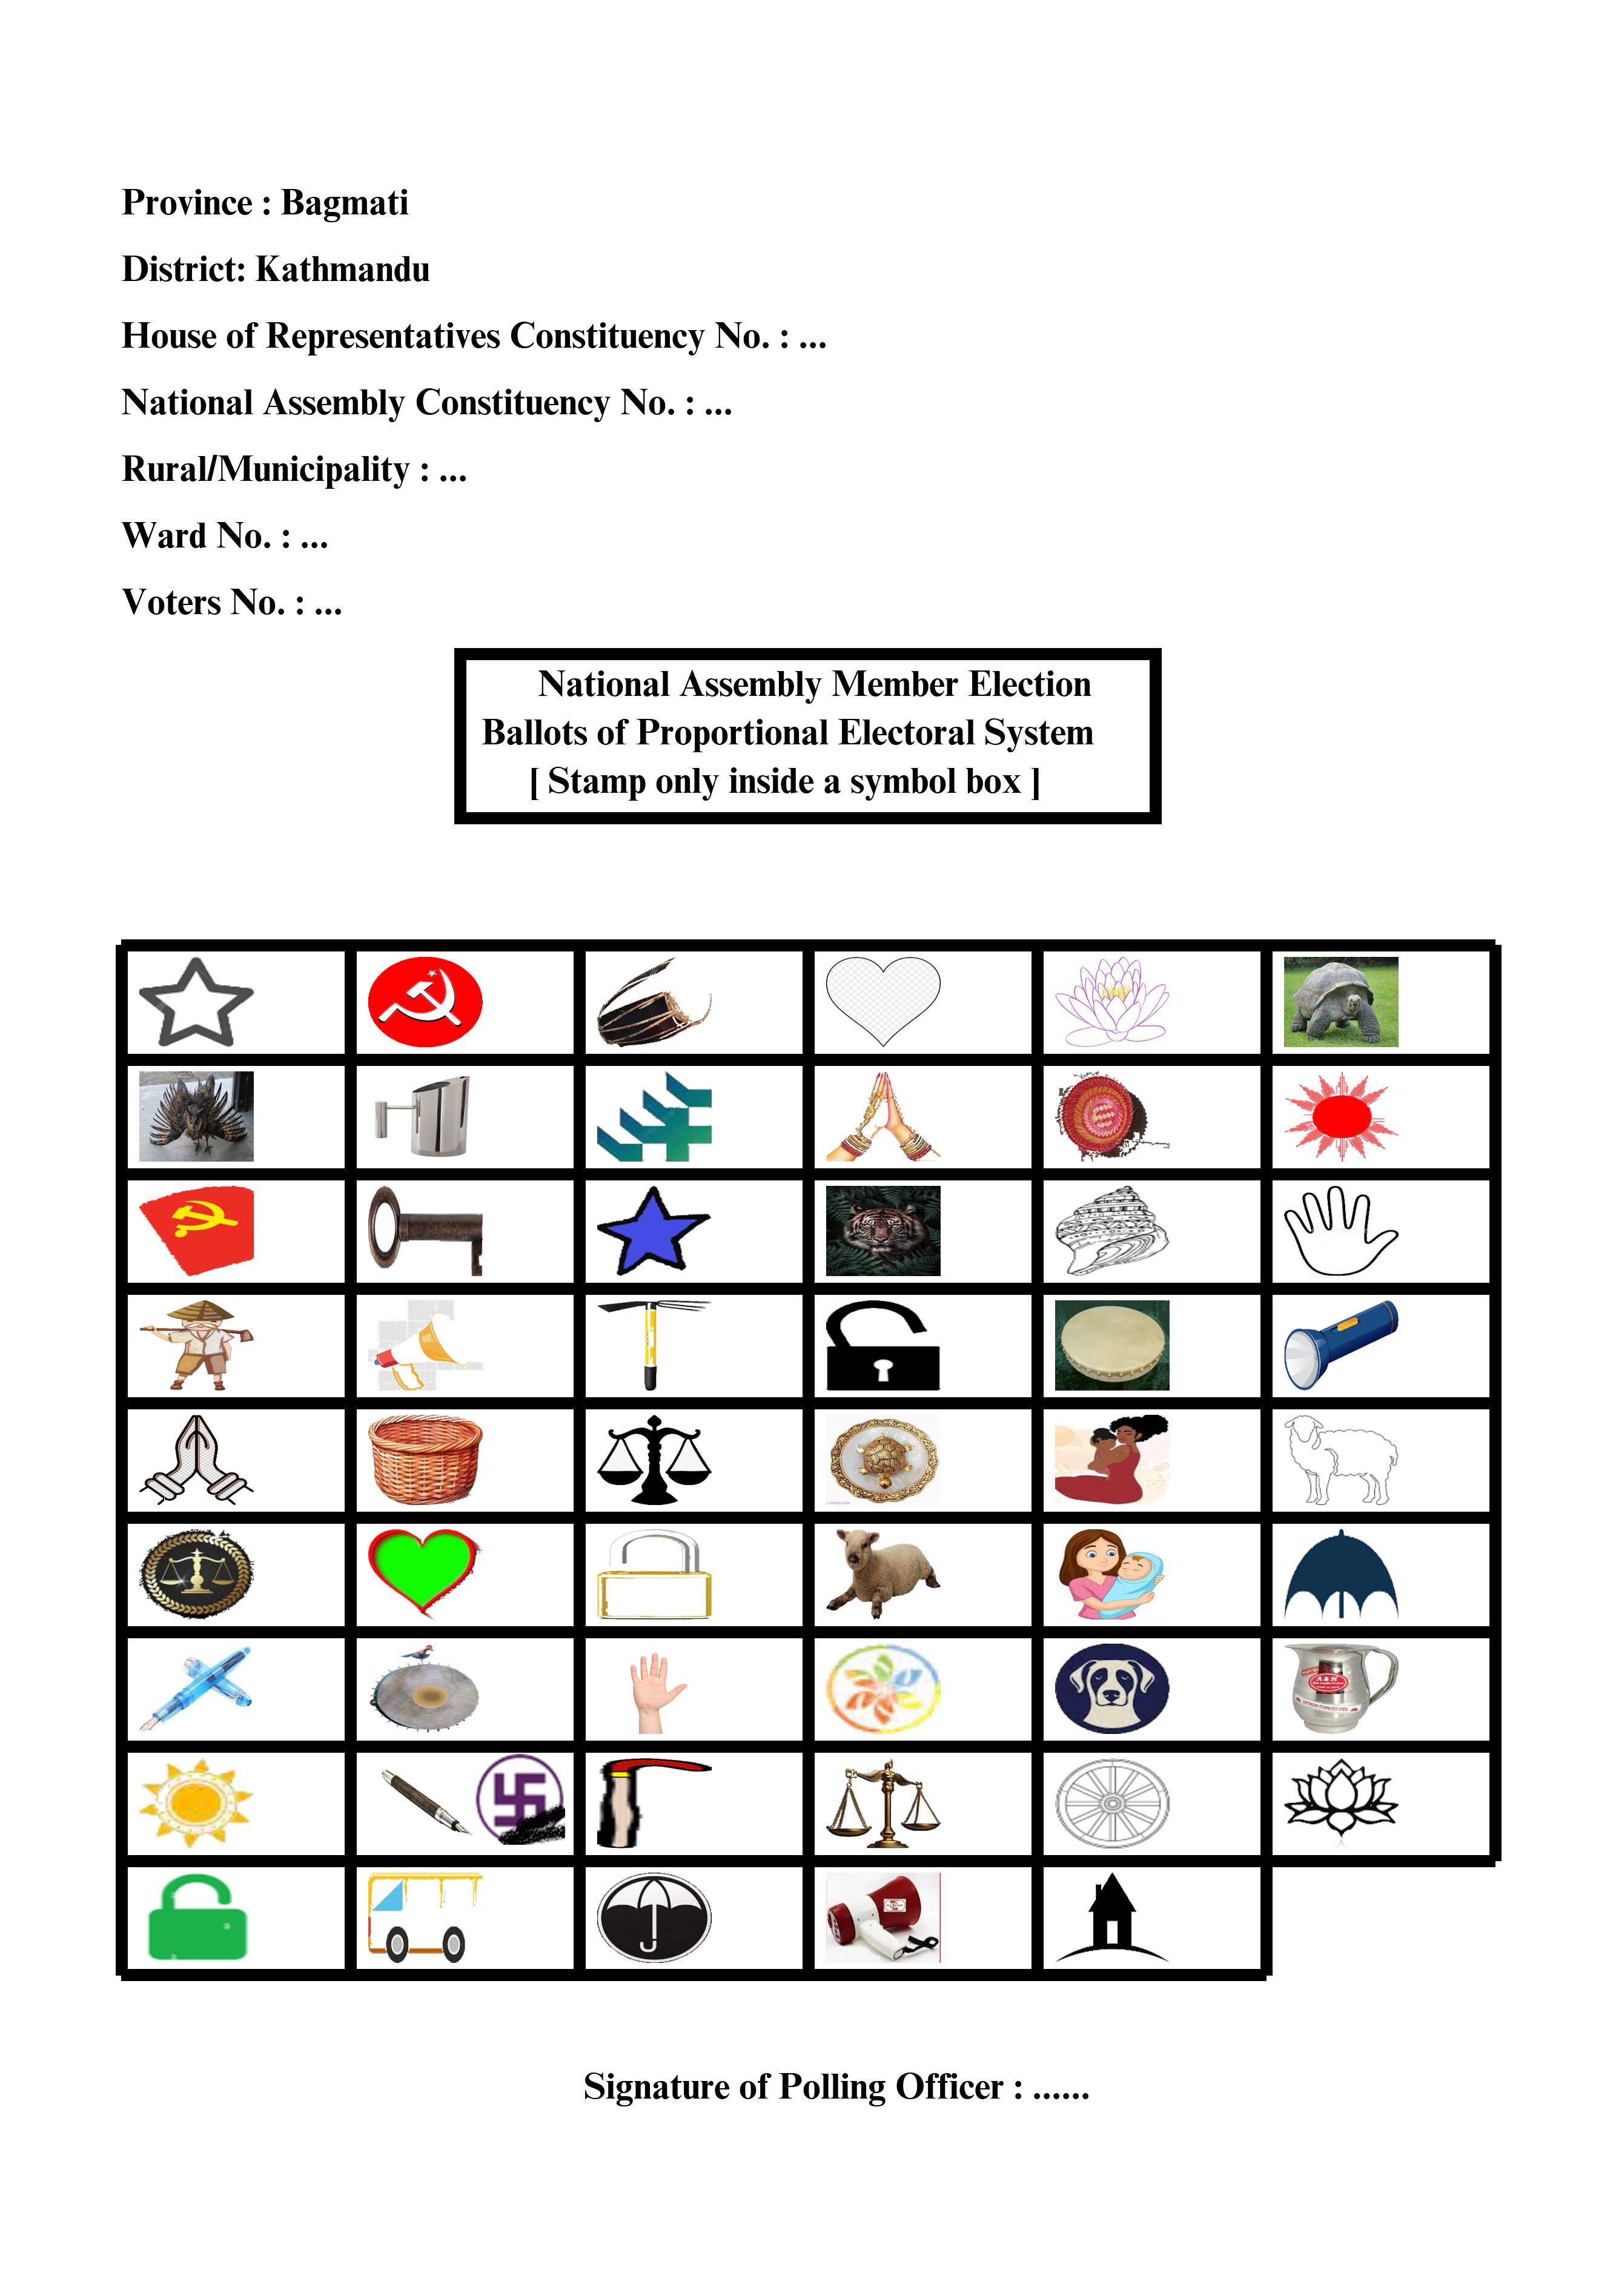 Province : Bagmati
District: Kathmandu
House of Representatives Constituency No. : ...
National Assembly Constituency No. : ...
Rural/Municipality : ...
Ward No. : ...
Voters No. : ...
National Assembly Member Election
Ballots of Proportional Electoral System
[ Stamp only inside a symbol box ]
Signature of Polling Officer : ......